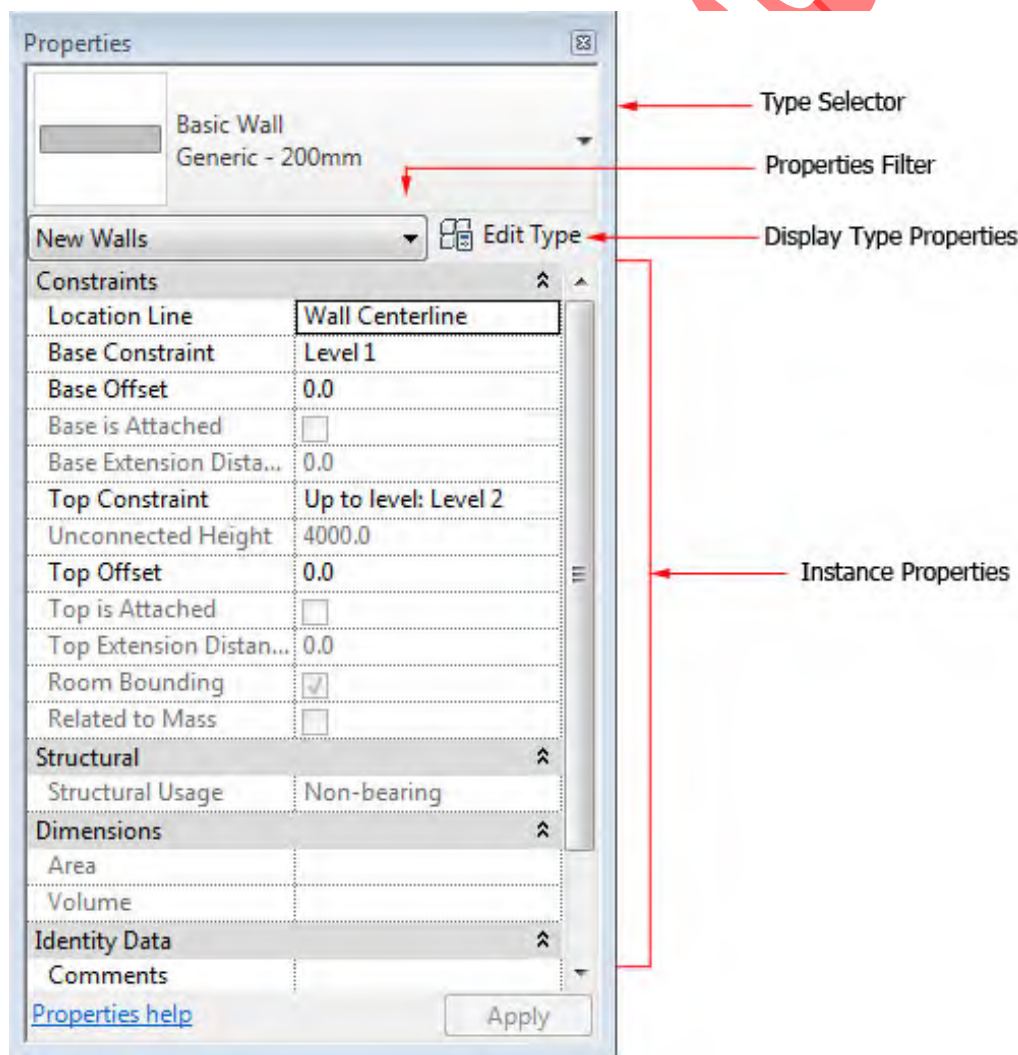 Properties
Basic Wall
Generic - 200mm
Type Selector
Properties Filter
New Walls
Edit Type
Display Type Properties
Constraints
Location Line Wall Centerline
Base Constraint Level 1
Base Offset 0.0
Base is Attached
Base Extension Dista... 0.0
Top Constraint Up to level: Level 2
Unconnected Height 4000.0
Top Offset 0.0
Instance Properties
Top is Attached
Top Extension Distan... 0.0
Room Bounding
Related to Mass
Structural
Structural Usage Non-bearing
Dimensions
Area
Volume
Identity Data
Comments
Properties help
Apply